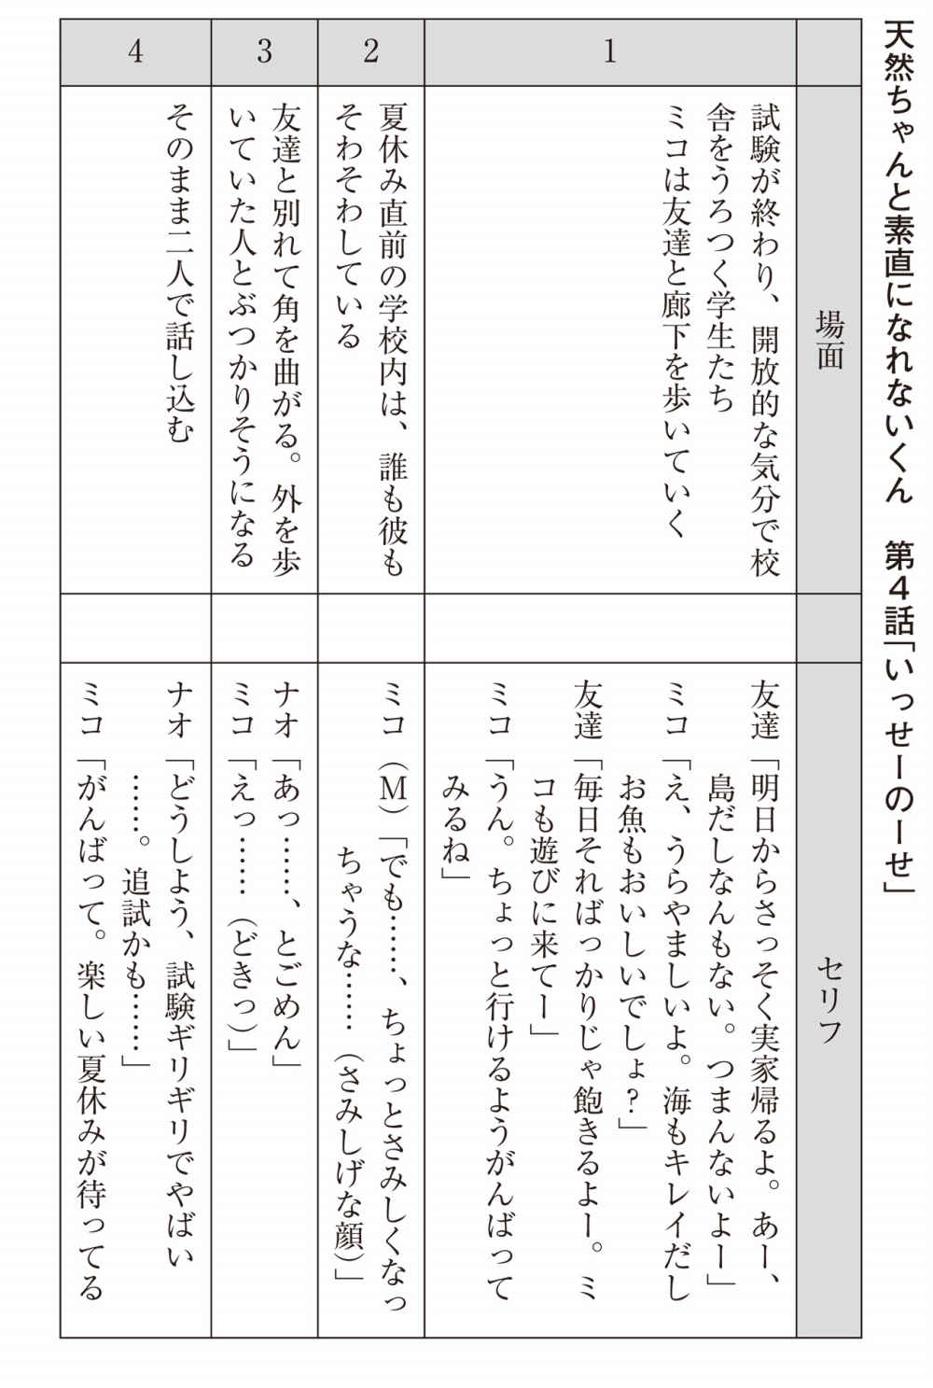 天然ちゃんと素直になれないくん　第4話「いっせーのーせ」
場面
セリフ
1
試験が終わり、開放的な気分で校
舎をうろつく学生たち
ミコは友達と廊下を歩いていく
友達「明日からさっそく実家帰るよ。あー、
島だしなんもない。つまんないよー」
ミコ「え、うらやましいよ。海もキレイだし
お魚もおいしいでしょ?」
友達「毎日そればっかりじゃ飽きるよー。ミ
コも遊びに来てー」
ミコ「うん。ちょっと行けるようがんばって
みるね」
2
夏休み直前の学校内は、誰も彼も
そわそわしている
ミコ（M）「でも……、ちょっとさみしくなっ
ちゃうな……（さみしげな顔）」
3
友達と別れて角を曲がる。外を歩
いていた人とぶつかりそうになる
ナオ「あっ……、とごめん」
ミコ「えっ……（どきっ）」
4
そのまま二人で話し込む
ナオ「どうしよう、試験ギリギリでやばい
……。追試かも……」
ミコ「がんばって。楽しい夏休みが待ってる